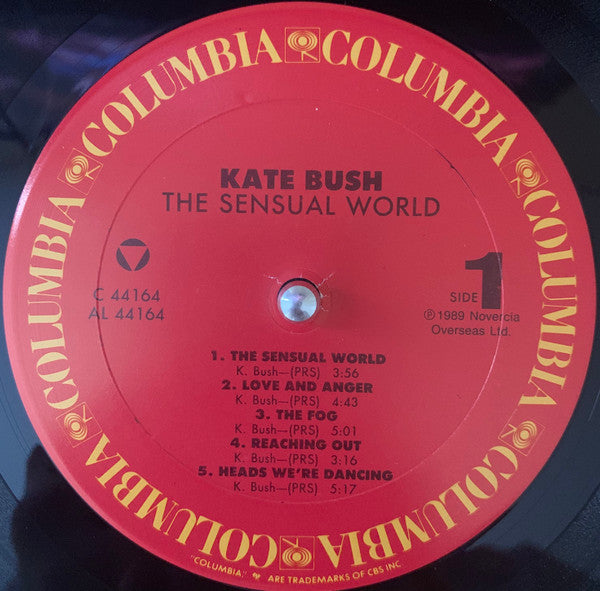 COLUMBIA COLUMBIA COLUMBIA COLUMBIA COLUMBIA COLUMBIA COLUMBIA COLUMBIA
KATE BUSH
THE SENSUAL WORLD
C 44164
AL 44164
SIDE 1
℗ 1989 Novercia
Overseas Ltd.
1. THE SENSUAL WORLD
K. Bush—(PRS) 3:56
2. LOVE AND ANGER
K. Bush—(PRS) 4:43
3. THE FOG
K. Bush—(PRS) 5:01
4. REACHING OUT
K. Bush—(PRS) 3:16
5. HEADS WE'RE DANCING
K. Bush—(PRS) 5:17
"COLUMBIA," ARE TRADEMARKS OF CBS INC.